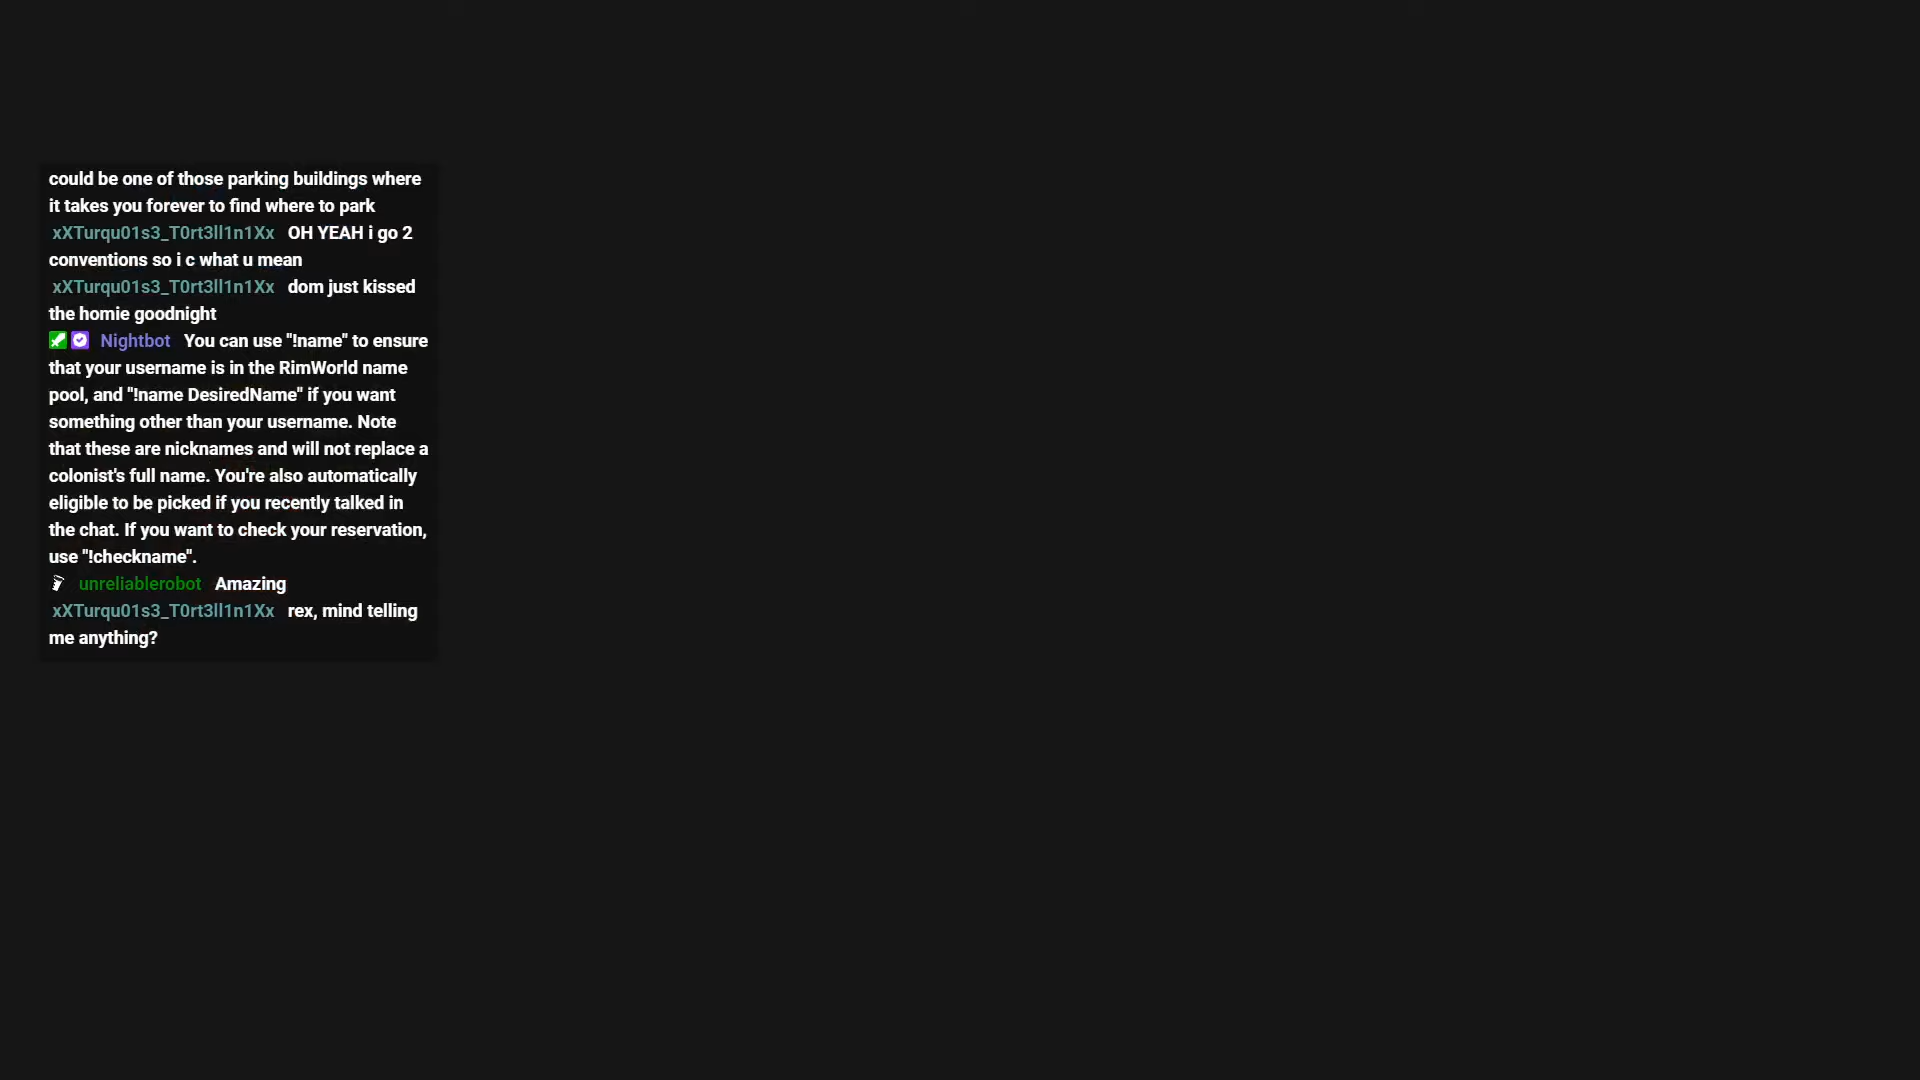 could be one of those parking buildings where
it takes you forever to find where to park
xXTurqu01s3_T0rt3ll1n1Xx OH YEAH i go 2
conventions so i c what u mean
xXTurqu01s3_T0rt3ll1n1Xx dom just kissed
the homie goodnight
Nightbot You can use "!name" to ensure
that your username is in the RimWorld name
pool, and "!name DesiredName" if you want
something other than your username. Note
that these are nicknames and will not replace a
colonist's full name. You're also automatically
eligible to be picked if you recently talked in
the chat. If you want to check your reservation,
use "!checkname".
unreliablerobot Amazing
xXTurqu01s3_T0rt3ll1n1Xx rex, mind telling
me anything?